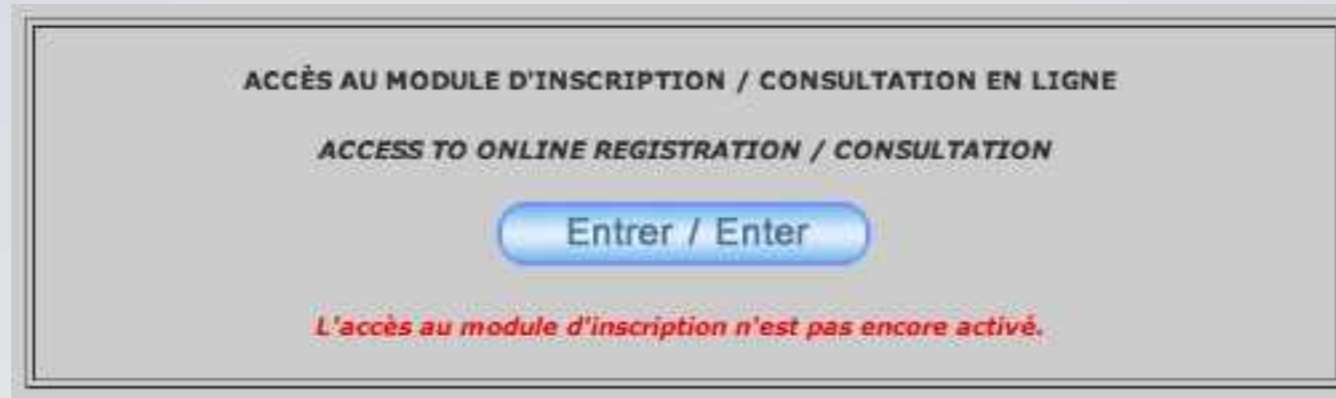 ACCÈS AU MODULE D'INSCRIPTION / CONSULTATION EN LIGNE
ACCESS TO ONLINE REGISTRATION / CONSULTATION
Entrer / Enter
L'accès au module d'inscription n'est pas encore activé.